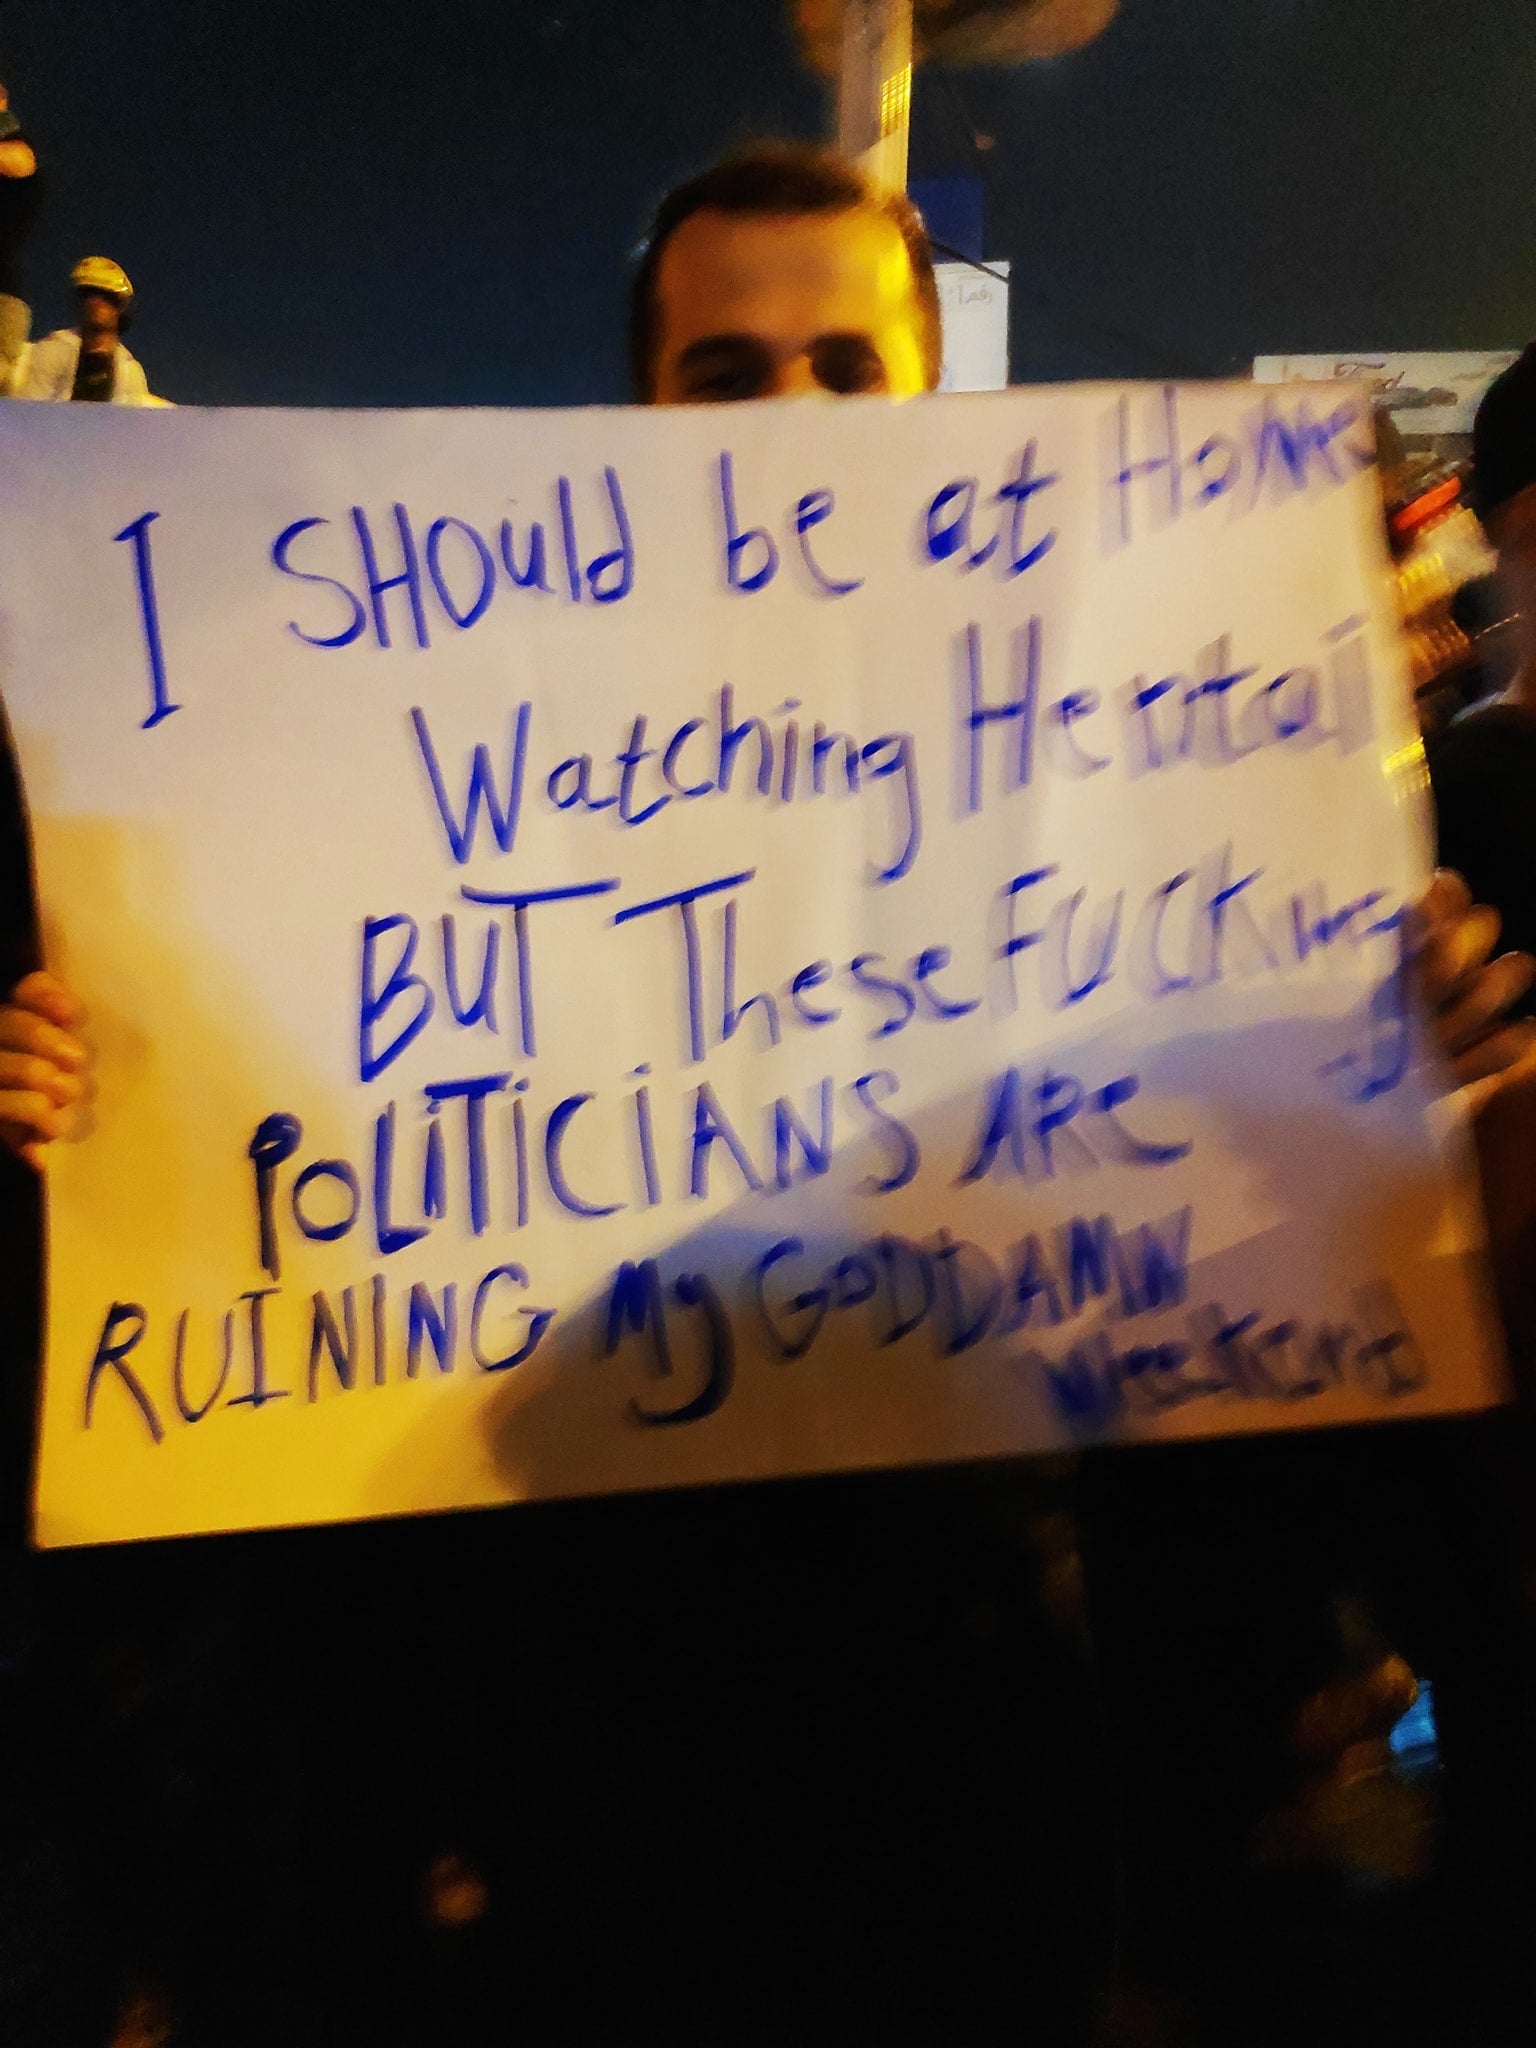 I SHOuld be at Home
Watching Hentai
BUT These FUCKing
POLiTiCiANS ARe
RUINING My GODDAMN
Weekend